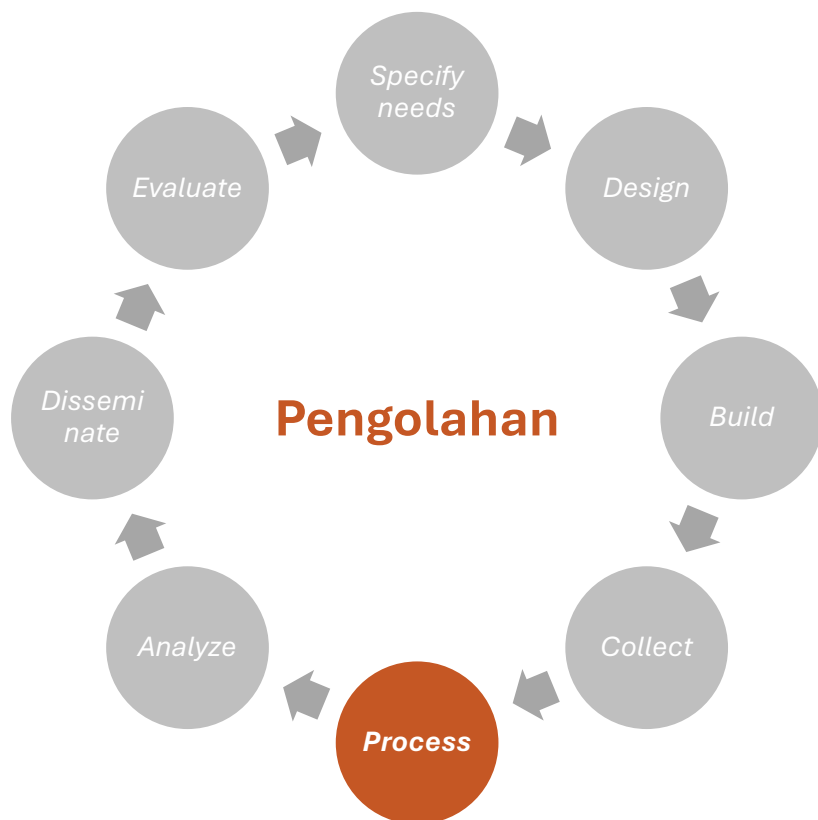 Specify
needs
Design
Build
Collect
Process
Analyze
Dissemi
nate
Evaluate
Pengolahan